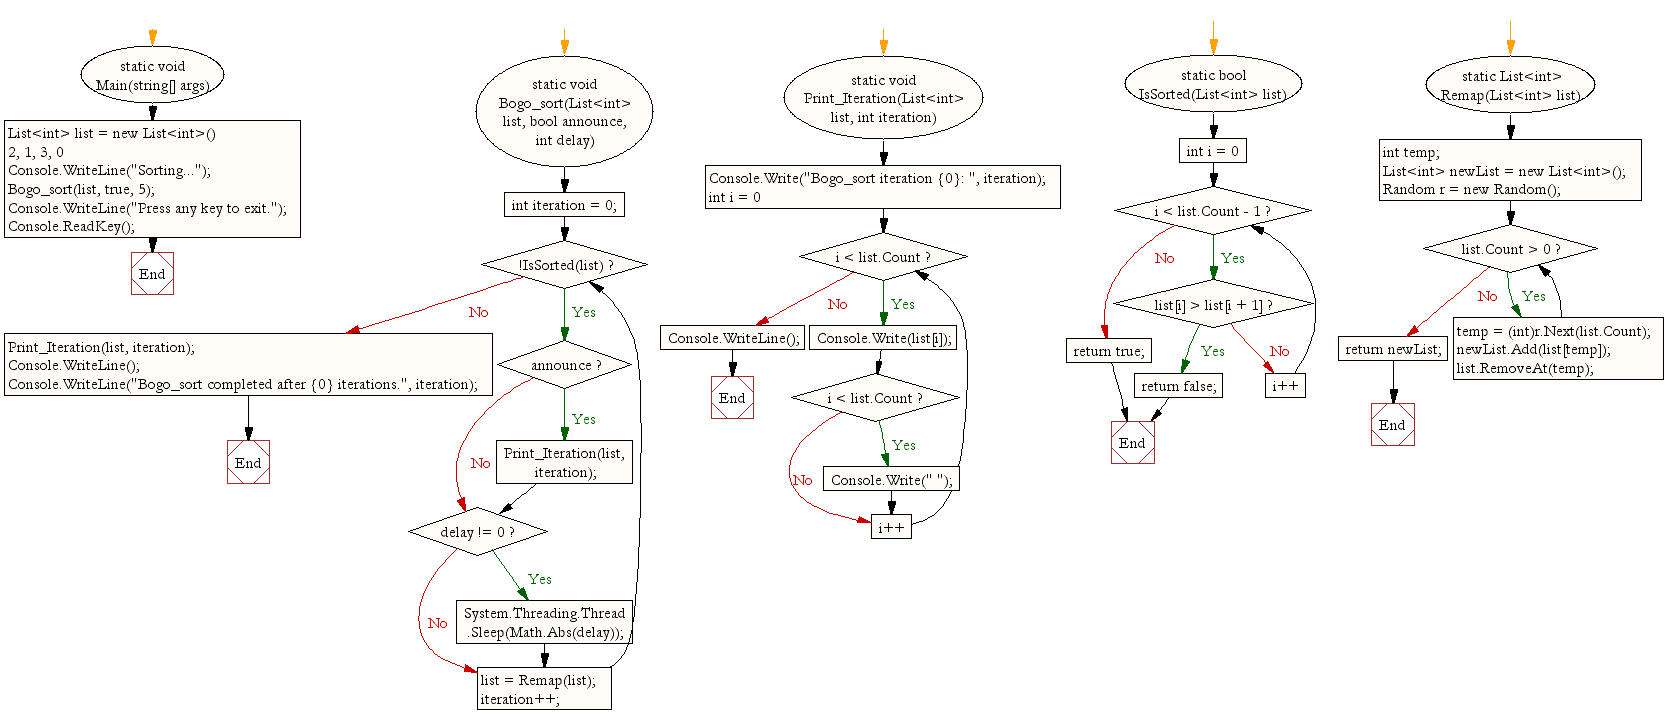 static void
Main(string[] args)
List<int> list = new List<int>()
2, 1, 3, 0
Console.WriteLine("Sorting...");
Bogo_sort(list, true, 5);
Console.WriteLine("Press any key to exit.");
Console.ReadKey();
End
static void
Bogo_sort(List<int>
list, bool announce,
int delay)
int iteration = 0;
!IsSorted(list) ?
No
Yes
Print_Iteration(list, iteration);
Console.WriteLine();
Console.WriteLine("Bogo_sort completed after {0} iterations.", iteration);
End
announce ?
Yes
No
Print_Iteration(list,
iteration);
delay != 0 ?
Yes
No
System.Threading.Thread
.Sleep(Math.Abs(delay));
list = Remap(list);
iteration++;
static void
Print_Iteration(List<int>
list, int iteration)
Console.Write("Bogo_sort iteration {0}: ", iteration);
int i = 0
i < list.Count ?
No
Yes
Console.WriteLine();
End
Console.Write(list[i]);
i < list.Count ?
Yes
No
Console.Write(" ");
i++
static bool
IsSorted(List<int> list)
int i = 0
i < list.Count - 1 ?
No
Yes
list[i] > list[i + 1] ?
return true;
Yes
No
return false;
i++
End
static List<int>
Remap(List<int> list)
int temp;
List<int> newList = new List<int>();
Random r = new Random();
list.Count > 0 ?
No
Yes
return newList;
End
temp = (int)r.Next(list.Count);
newList.Add(list[temp]);
list.RemoveAt(temp);